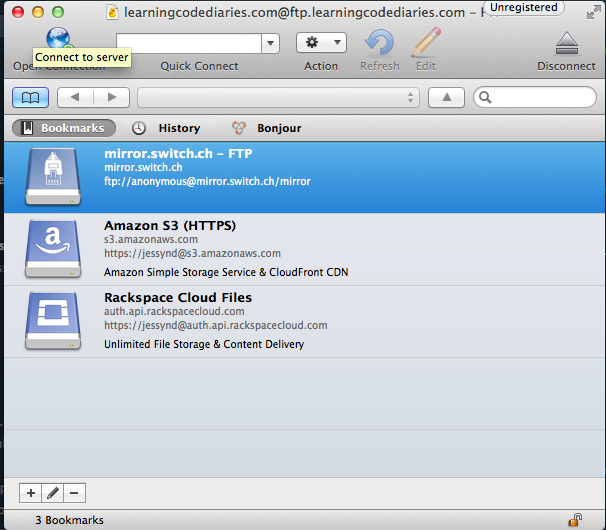 learningcodediaries.com@ftp.learningcodediaries.com – F
Unregistered
Connect to server
Quick Connect
Action
Refresh
Edit
Disconnect
Bookmarks
History
Bonjour
mirror.switch.ch – FTP
mirror.switch.ch
ftp://anonymous@mirror.switch.ch/mirror
Amazon S3 (HTTPS)
s3.amazonaws.com
https://jessynd@s3.amazonaws.com
Amazon Simple Storage Service & CloudFront CDN
Rackspace Cloud Files
auth.api.rackspacecloud.com
https://jessynd@auth.api.rackspacecloud.com
Unlimited File Storage & Content Delivery
3 Bookmarks